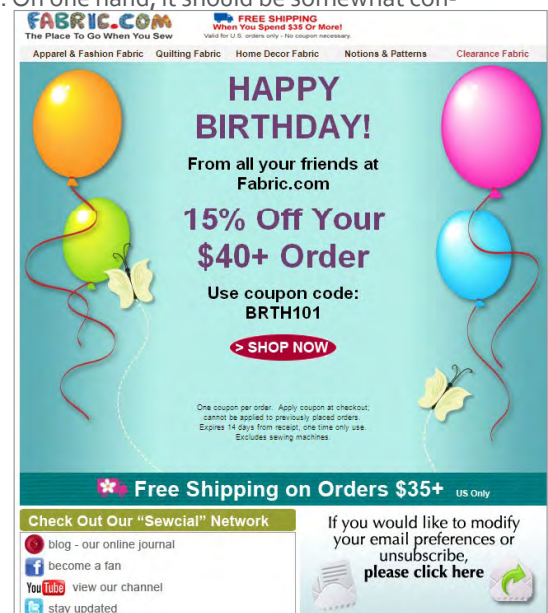 . On one hand, it should be somewhat con-
FABRIC.COM
The Place To Go When You Sew
FREE SHIPPING
When You Spend $35 Or More!
Valid for U.S. orders only - No coupon necessary.
Apparel & Fashion Fabric Quilting Fabric Home Decor Fabric Notions & Patterns Clearance Fabric
HAPPY
BIRTHDAY!
From all your friends at
Fabric.com
15% Off Your
$40+ Order
Use coupon code:
BRTH101
> SHOP NOW
One coupon per order. Apply coupon at checkout;
cannot be applied to previously placed orders.
Expires 14 days from receipt, one time only use.
Excludes sewing machines.
Free Shipping on Orders $35+ US Only
Check Out Our “Sewcial” Network
blog - our online journal
f become a fan
You Tube view our channel
t stay updated
If you would like to modify
your email preferences or
unsubscribe,
please click here